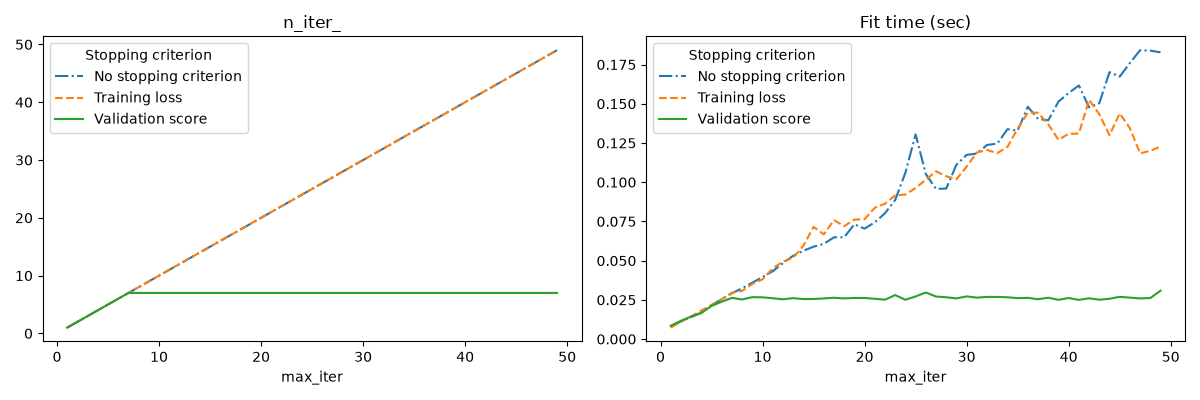 n_iter_
50
40
30
20
10
0
0 10 20 30 40 50
max_iter
Stopping criterion
No stopping criterion
Training loss
Validation score
Fit time (sec)
0.175
0.150
0.125
0.100
0.075
0.050
0.025
0.000
0 10 20 30 40 50
max_iter
Stopping criterion
No stopping criterion
Training loss
Validation score